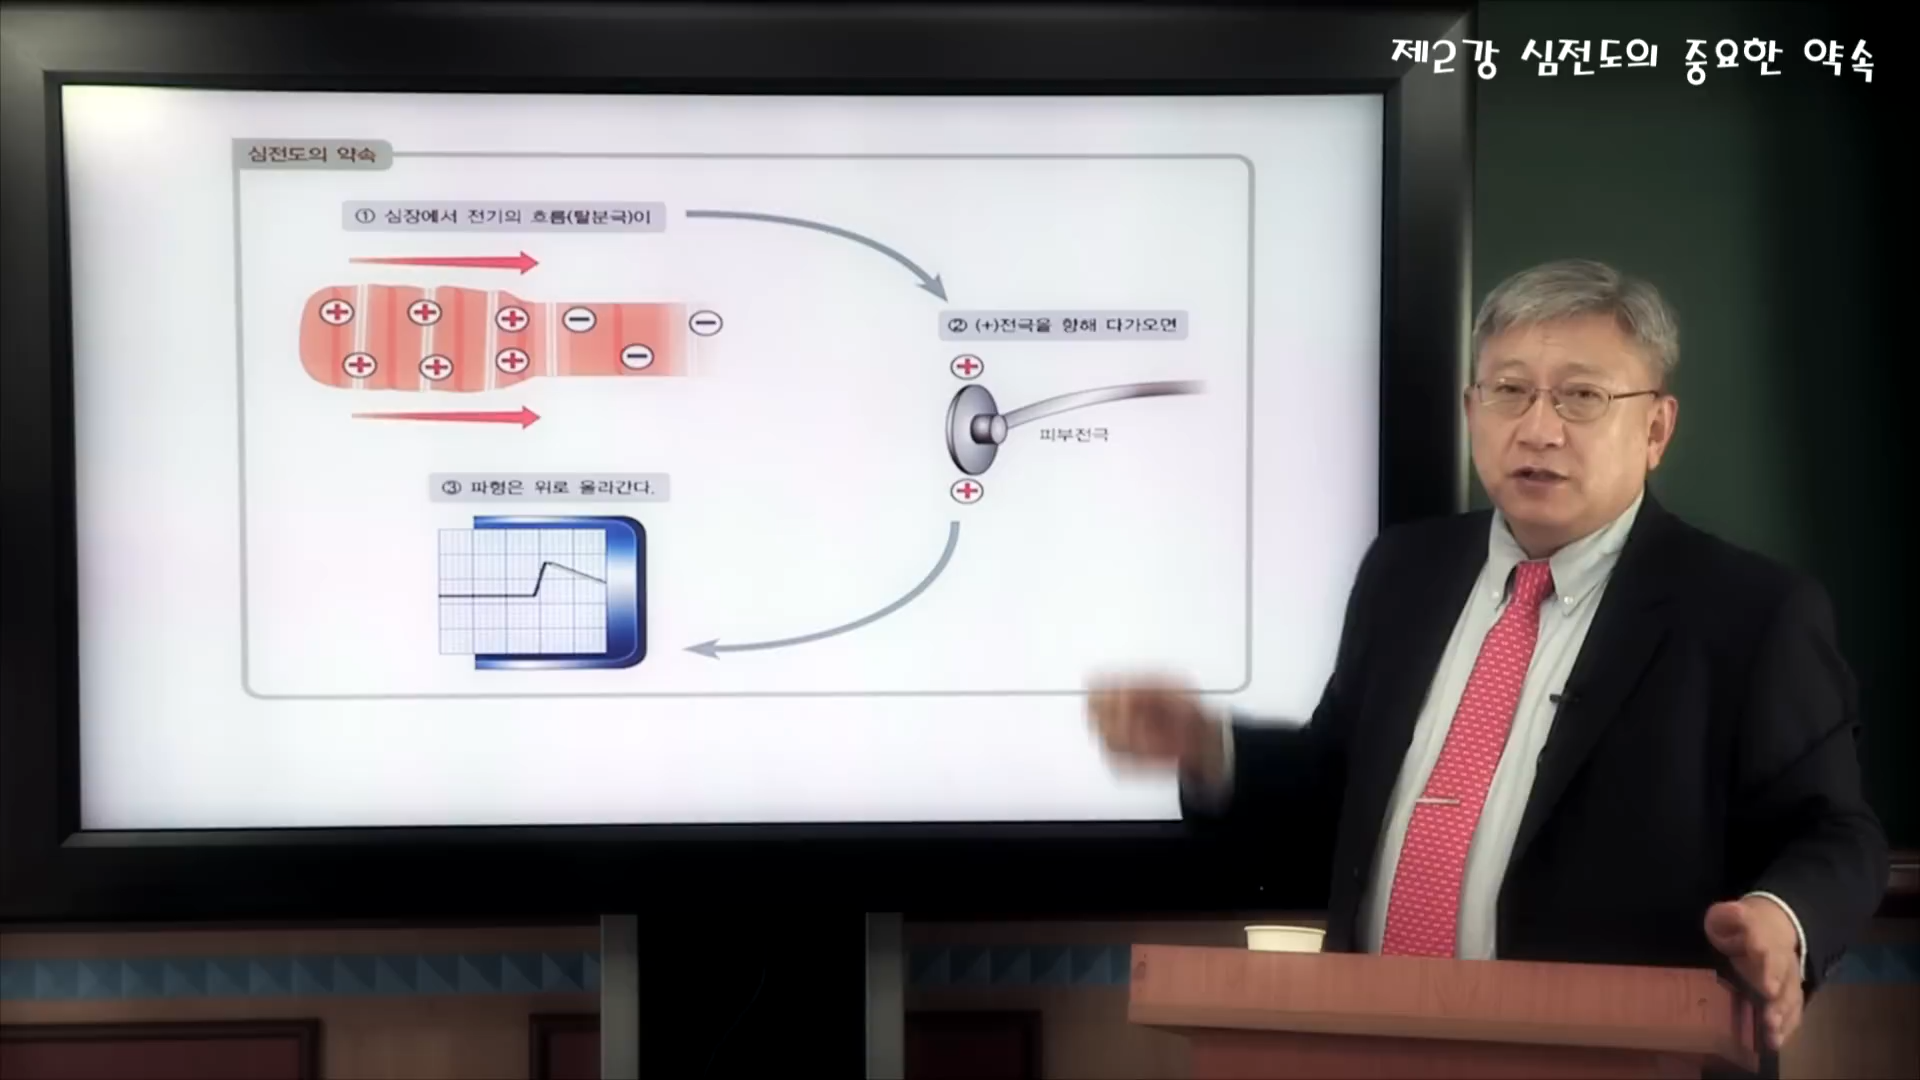 제2강 심전도의 중요한 약속
심전도의 약속
① 심장에서 전기의 흐름(탈분극)이
② (+)전극을 향해 다가오면
피부전극
③ 파형은 위로 올라간다.